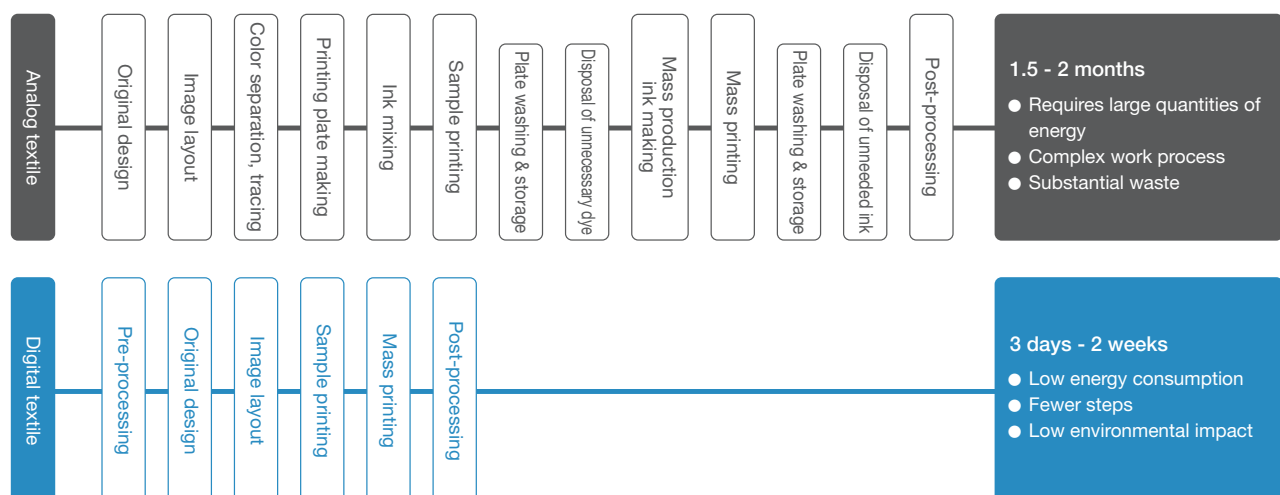 Analog textile
Original design
Image layout
Color separation, tracing
Printing plate making
Ink mixing
Sample printing
Plate washing & storage
Disposal of unnecessary dye
Mass production
ink making
Mass printing
Plate washing & storage
Disposal of unneeded ink
Post-processing
1.5 - 2 months
● Requires large quantities of
energy
● Complex work process
● Substantial waste
Digital textile
Pre-processing
Original design
Image layout
Sample printing
Mass printing
Post-processing
3 days - 2 weeks
● Low energy consumption
● Fewer steps
● Low environmental impact